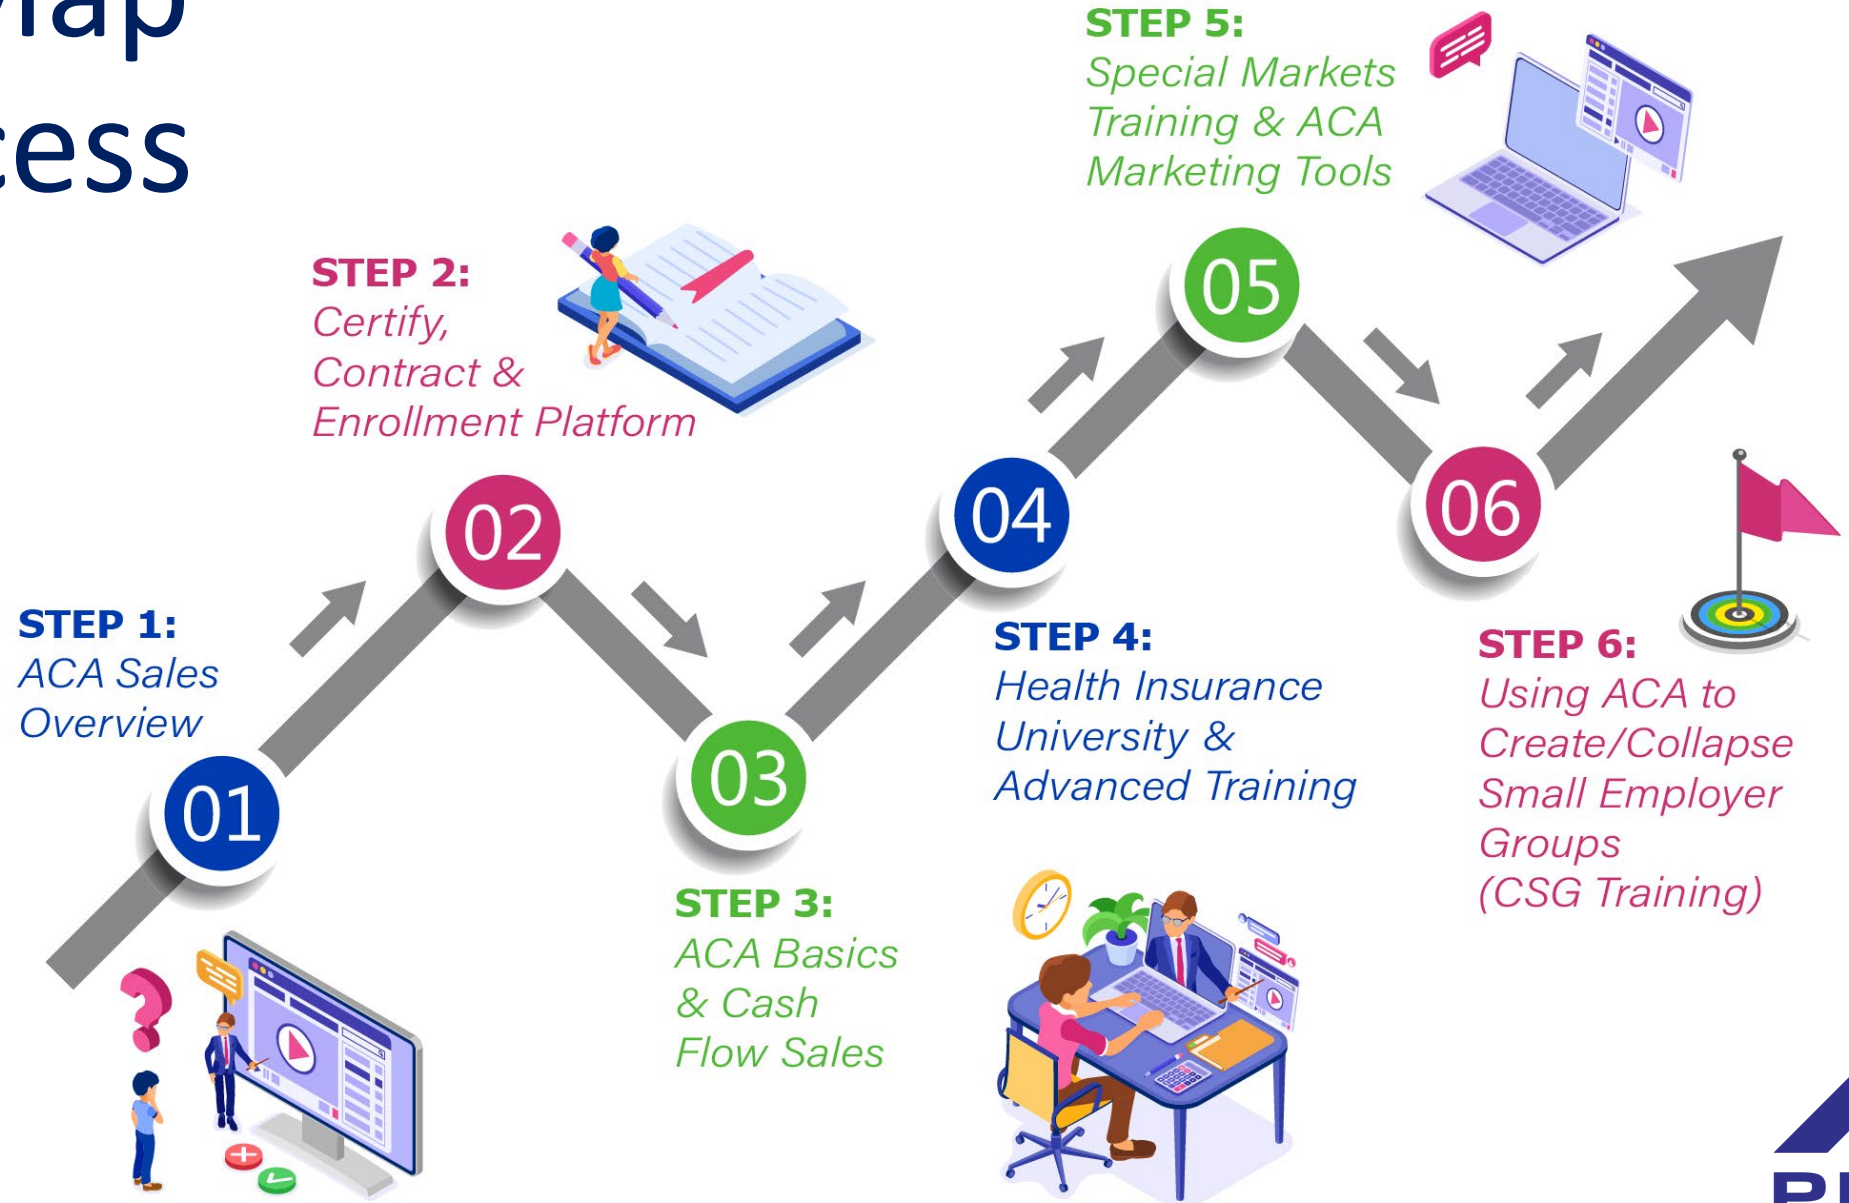 Map
cess
STEP 1:
ACA Sales
Overview
01
STEP 2:
Certify,
Contract &
Enrollment Platform
02
03
STEP 3:
ACA Basics
& Cash
Flow Sales
04
STEP 4:
Health Insurance
University &
Advanced Training
STEP 5:
Special Markets
Training & ACA
Marketing Tools
05
06
STEP 6:
Using ACA to
Create/Collapse
Small Employer
Groups
(CSG Training)